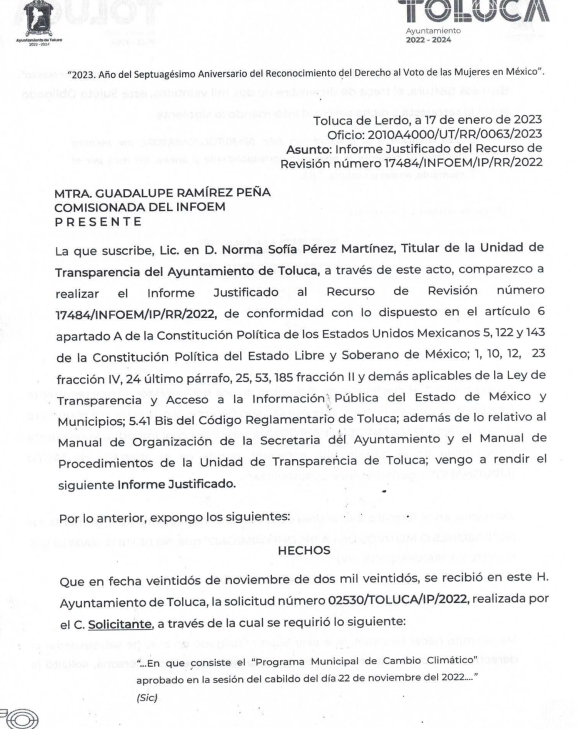 Ayuntamiento de Toluca
2022 - 2024
TOLUCA
Ayuntamiento
2022 - 2024
"2023. Año del Septuagésimo Aniversario del Reconocimiento del Derecho al Voto de las Mujeres en México".
Toluca de Lerdo, a 17 de enero de 2023
Oficio: 2010A4000/UT/RR/0063/2023
Asunto: Informe Justificado del Recurso de
Revisión número 17484/INFOEM/IP/RR/2022
MTRA. GUADALUPE RAMÍREZ PEÑA
COMISIONADA DEL INFOEM
P R E S E N T E
La que suscribe, Lic. en D. Norma Sofía Pérez Martínez, Titular de la Unidad de
Transparencia del Ayuntamiento de Toluca, a través de este acto, comparezco a
realizar el Informe Justificado al Recurso de Revisión número
17484/INFOEM/IP/RR/2022, de conformidad con lo dispuesto en el artículo 6
apartado A de la Constitución Política de los Estados Unidos Mexicanos 5, 122 y 143
de la Constitución Política del Estado Libre y Soberano de México; 1, 10, 12, 23
fracción IV, 24 último párrafo, 25, 53, 185 fracción II y demás aplicables de la Ley de
Transparencia y Acceso a la Información Pública del Estado de México y
Municipios; 5.41 Bis del Código Reglamentario de Toluca; además de lo relativo al
Manual de Organización de la Secretaria del Ayuntamiento y el Manual de
Procedimientos de la Unidad de Transparencia de Toluca; vengo a rendir el
siguiente Informe Justificado.
Por lo anterior, expongo los siguientes:
HECHOS
Que en fecha veintidós de noviembre de dos mil veintidós, se recibió en este H.
Ayuntamiento de Toluca, la solicitud número 02530/TOLUCA/IP/2022, realizada por
el C. Solicitante, a través de la cual se requirió lo siguiente:
"...En que consiste el "Programa Municipal de Cambio Climático"
aprobado en la sesión del cabildo del día 22 de noviembre del 2022...."
(Sic)